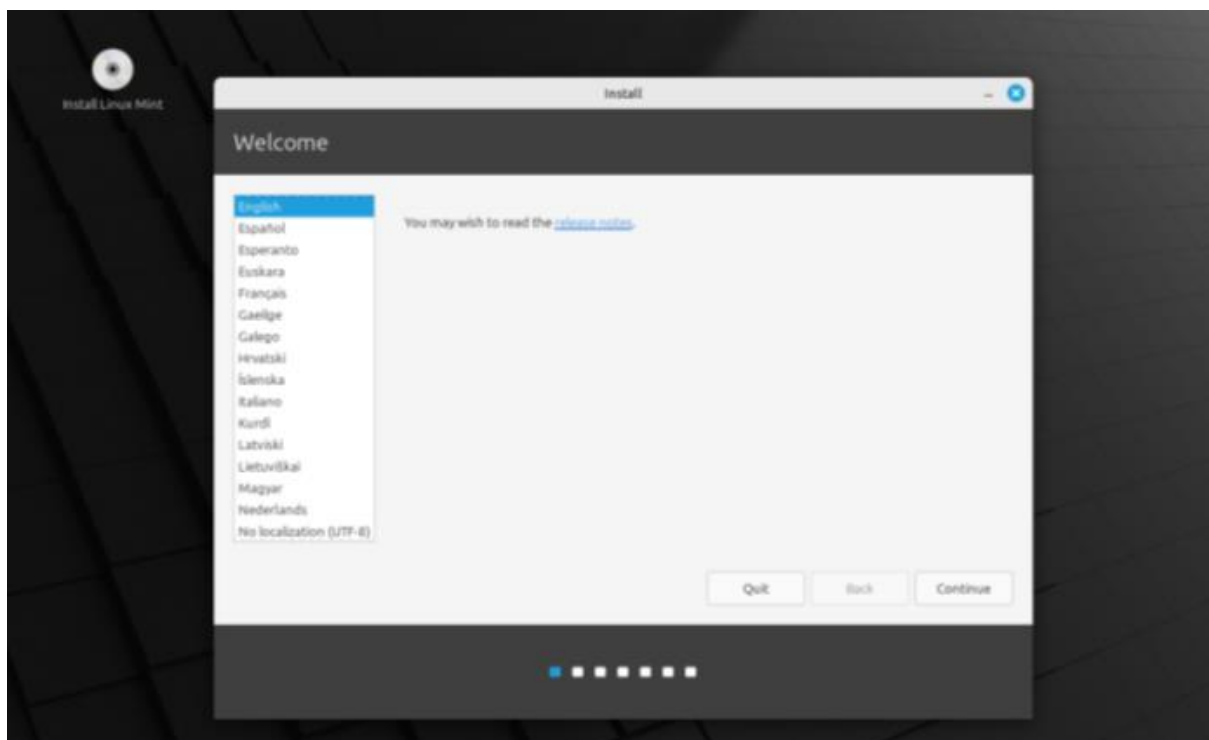 Install Linux Mint
Install
Welcome
English
Español
Esperanto
Euskara
Français
Gaeilge
Galego
Hrvatski
Íslenska
Italiano
Kurdî
Latviski
Lietuviškai
Magyar
Nederlands
No localization (UTF-8)
You may wish to read the release notes.
Quit
Back
Continue